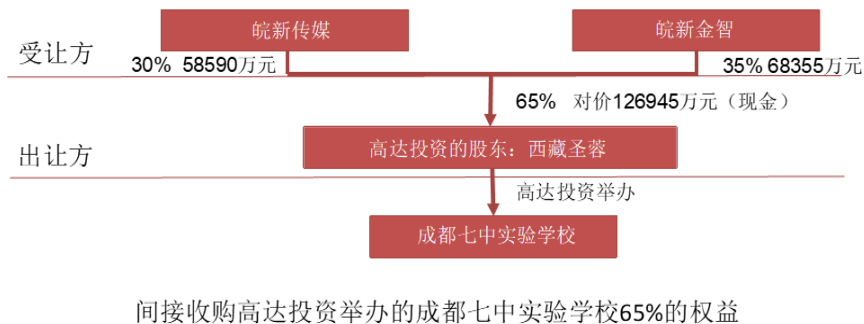 皖新传媒
皖新金智
受让方
30% 58590万元
35% 68355万元
65% 对价126945万元（现金）
出让方
高达投资的股东：西藏圣蓉
高达投资举办
成都七中实验学校
间接收购高达投资举办的成都七中实验学校65%的权益